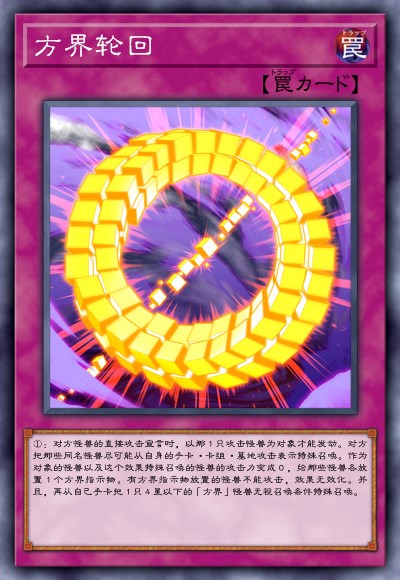 方界轮回
トラップ
罠
トラップ
【罠カード】
①:对方怪兽的直接攻击宣言时,以那1只攻击怪兽为对象才能发动。对方
把那些同名怪兽尽可能从自身的手卡・卡组・墓地攻击表示特殊召唤。作
为对象的怪兽以及这个效果特殊召唤的怪兽的攻击力变成0,给那些怪兽各放
置1个方界指示物。有方界指示物放置的怪兽不能攻击,效果无效化。并
且,再从自己手卡把1只4星以下的「方界」怪兽无视召唤条件特殊召唤。